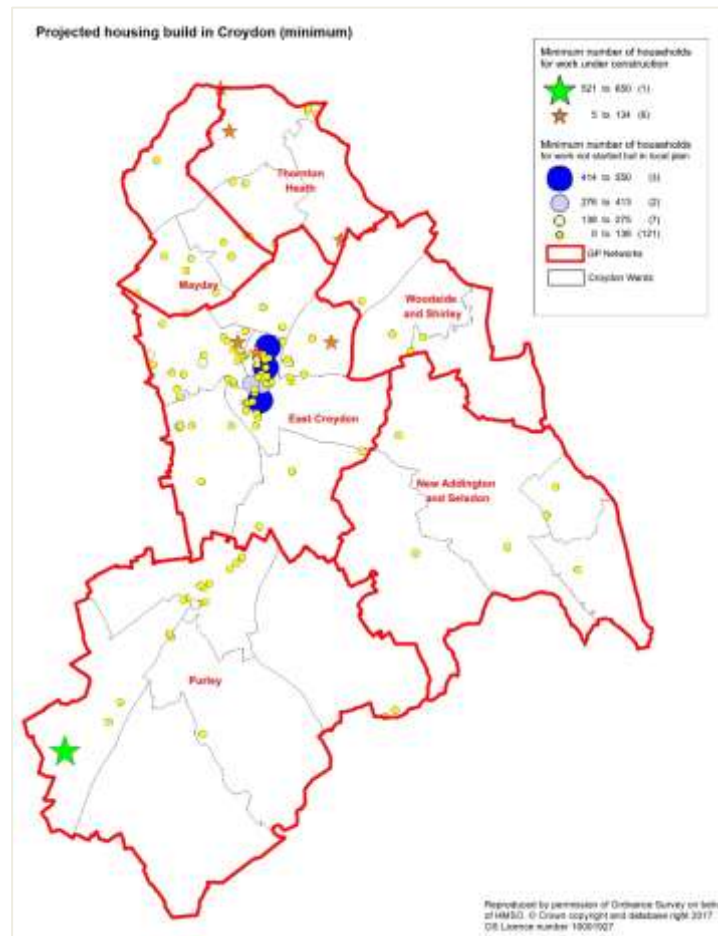 Projected housing build in Croydon (minimum)
Minimum number of households
for work under construction
521 to 650 (1)
5 to 134 (6)
Minimum number of households
for work not started but in local plan
414 to 550 (3)
276 to 413 (2)
138 to 275 (7)
0 to 138 (121)
GP Networks
Croydon Wards
Thornton
Heath
Mayday
Woodside
and Shirley
East Croydon
New Addington
and Selsdon
Purley
Reproduced by permission of Ordnance Survey on beh
of HMSO. © Crown copyright and database right 2017
OS Licence number